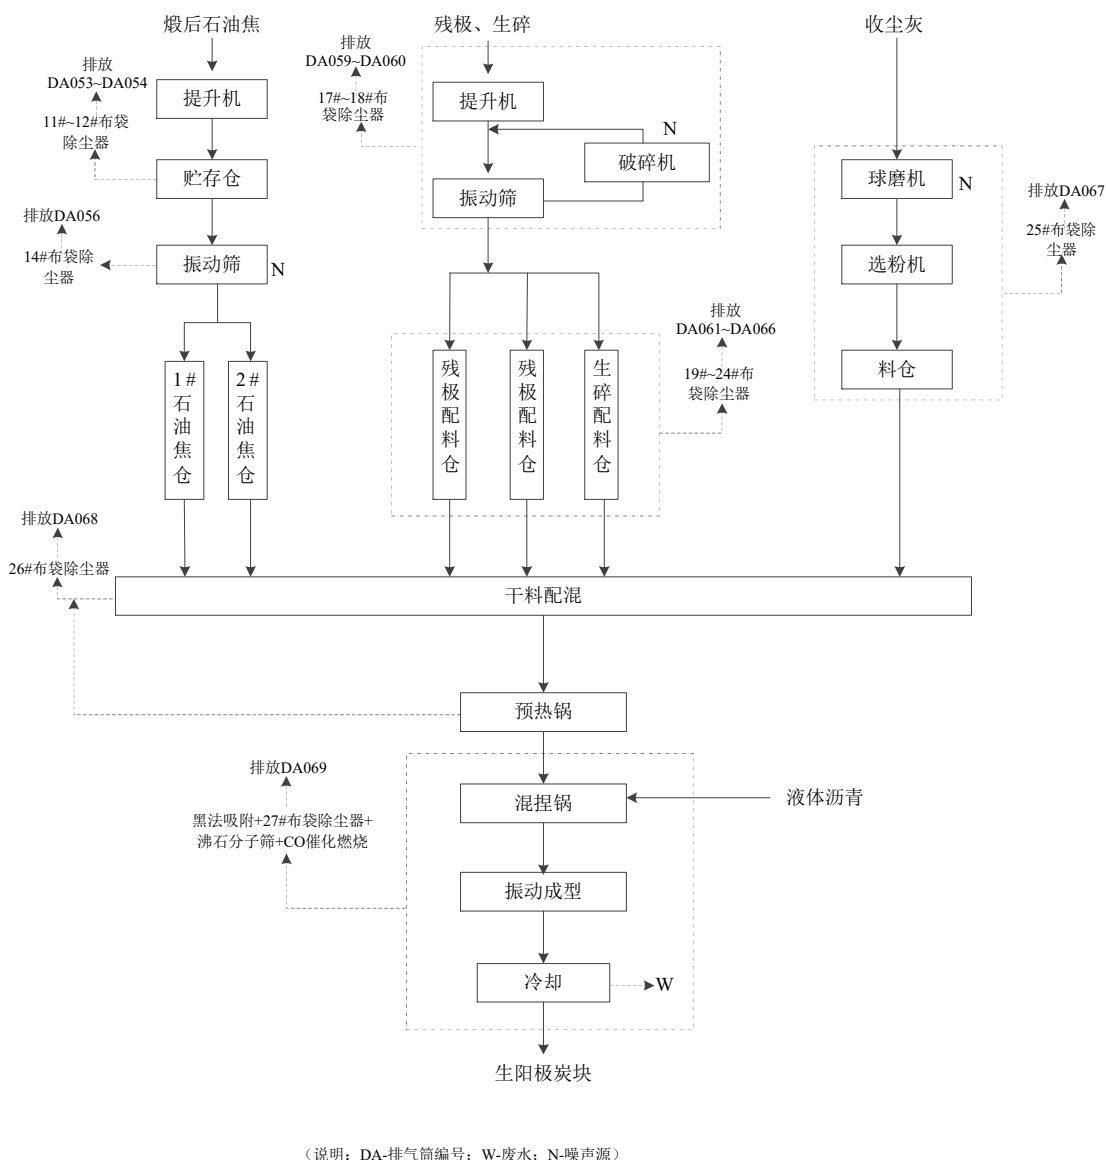 煅后石油焦
残极、生碎
收尘灰
排放
DA053~DA054
11#~12#布袋
除尘器
提升机
贮存仓
排放DA056
14#布袋除
尘器
振动筛
N
1#
石
油
焦
仓
2#
石
油
焦
仓
排放
DA059~DA060
17#~18#布
袋除尘器
提升机
N
破碎机
振动筛
残
极
配
料
仓
残
极
配
料
仓
生
碎
配
料
仓
排放
DA061~DA066
19#~24#布
袋除尘器
球磨机
N
选粉机
料仓
排放DA067
25#布袋除
尘器
排放DA068
26#布袋除尘器
干料配混
预热锅
排放DA069
黑法吸附+27#布袋除尘器+
沸石分子筛+CO催化燃烧
混捏锅
液体沥青
振动成型
冷却
W
生阳极炭块
（说明：DA-排气筒编号；W-废水；N-噪声源）